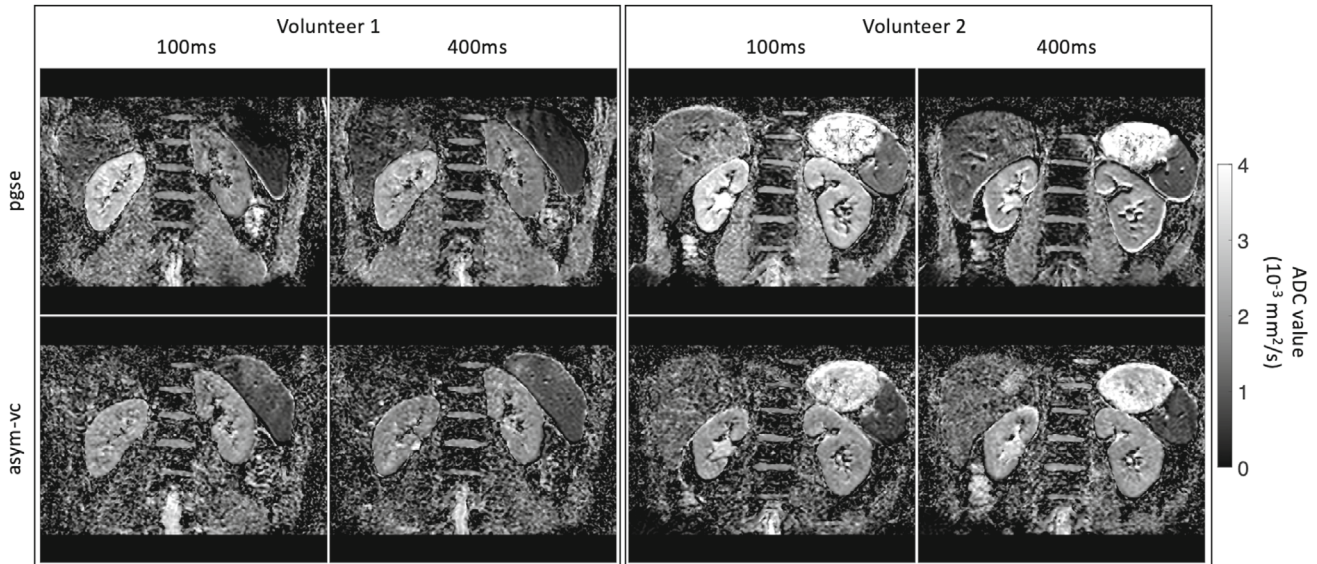 Volunteer 1
100ms
400ms
Volunteer 2
100ms
400ms
pgse
asym-vc
4
3
2
1
0
ADC value
(10⁻³ mm²/s)